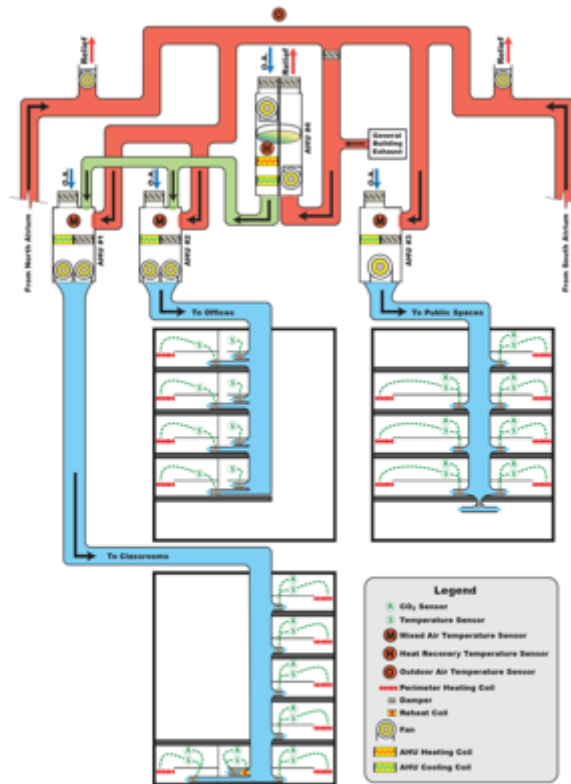 Relief
O.A.
Relief
Relief
General
Building
Exhaust
AHU #4
O.A.
O.A.
O.A.
From North Atrium
AHU #1
AHU #2
AHU #3
From South Atrium
To Offices
To Public Spaces
To Classrooms
Legend
A CO₂ Sensor
S Temperature Sensor
M Mixed Air Temperature Sensor
H Heat Recovery Temperature Sensor
O Outdoor Air Temperature Sensor
Perimeter Heating Coil
Damper
Reheat Coil
Fan
AHU Heating Coil
AHU Cooling Coil